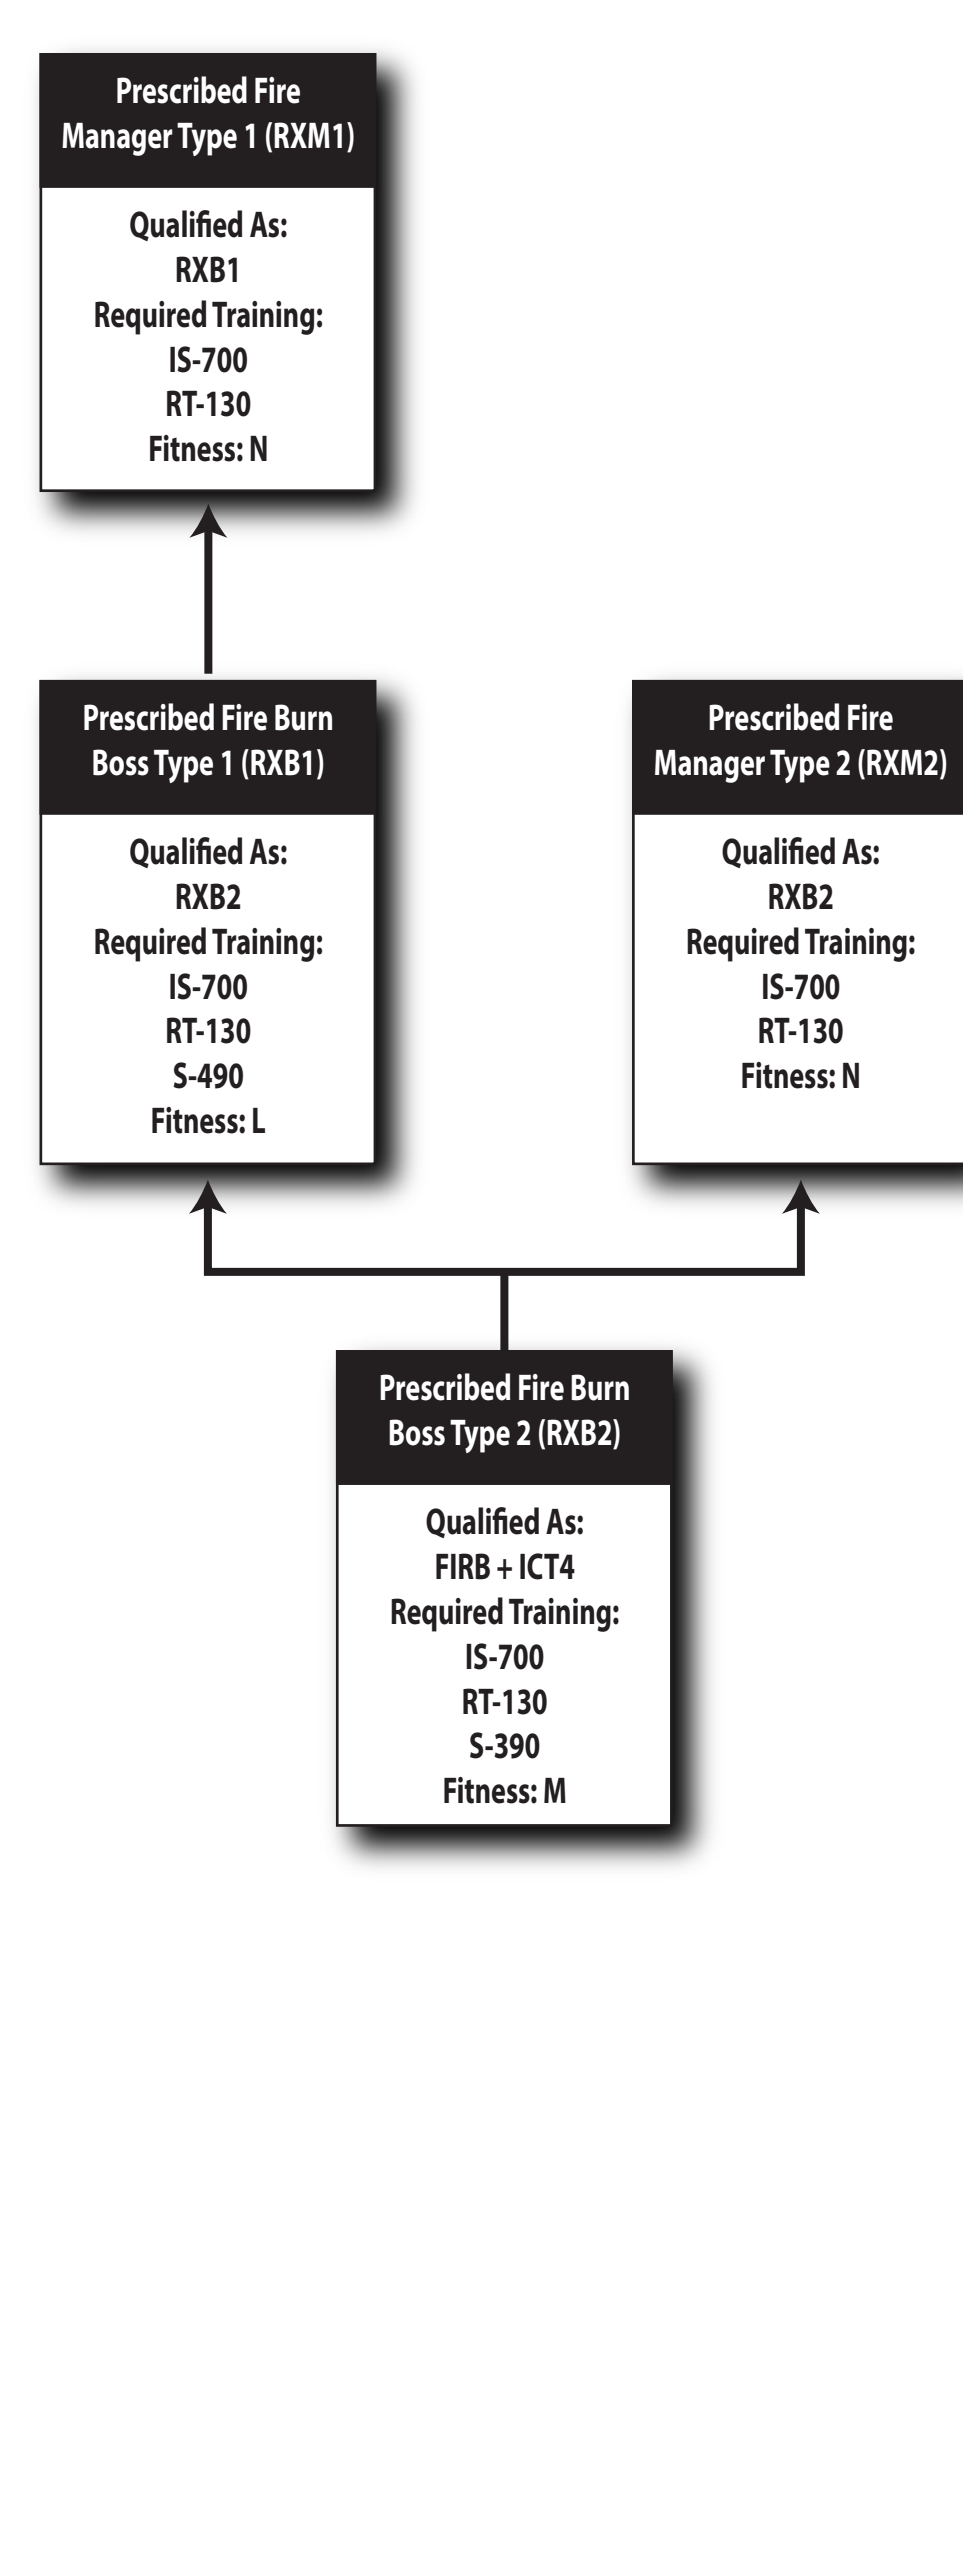 Prescribed Fire
Manager Type 1 (RXM1)
Qualified As:
RXB1
Required Training:
IS-700
RT-130
Fitness: N
Prescribed Fire Burn
Boss Type 1 (RXB1)
Qualified As:
RXB2
Required Training:
IS-700
RT-130
S-490
Fitness: L
Prescribed Fire
Manager Type 2 (RXM2)
Qualified As:
RXB2
Required Training:
IS-700
RT-130
Fitness: N
Prescribed Fire Burn
Boss Type 2 (RXB2)
Qualified As:
FIRB + ICT4
Required Training:
IS-700
RT-130
S-390
Fitness: M